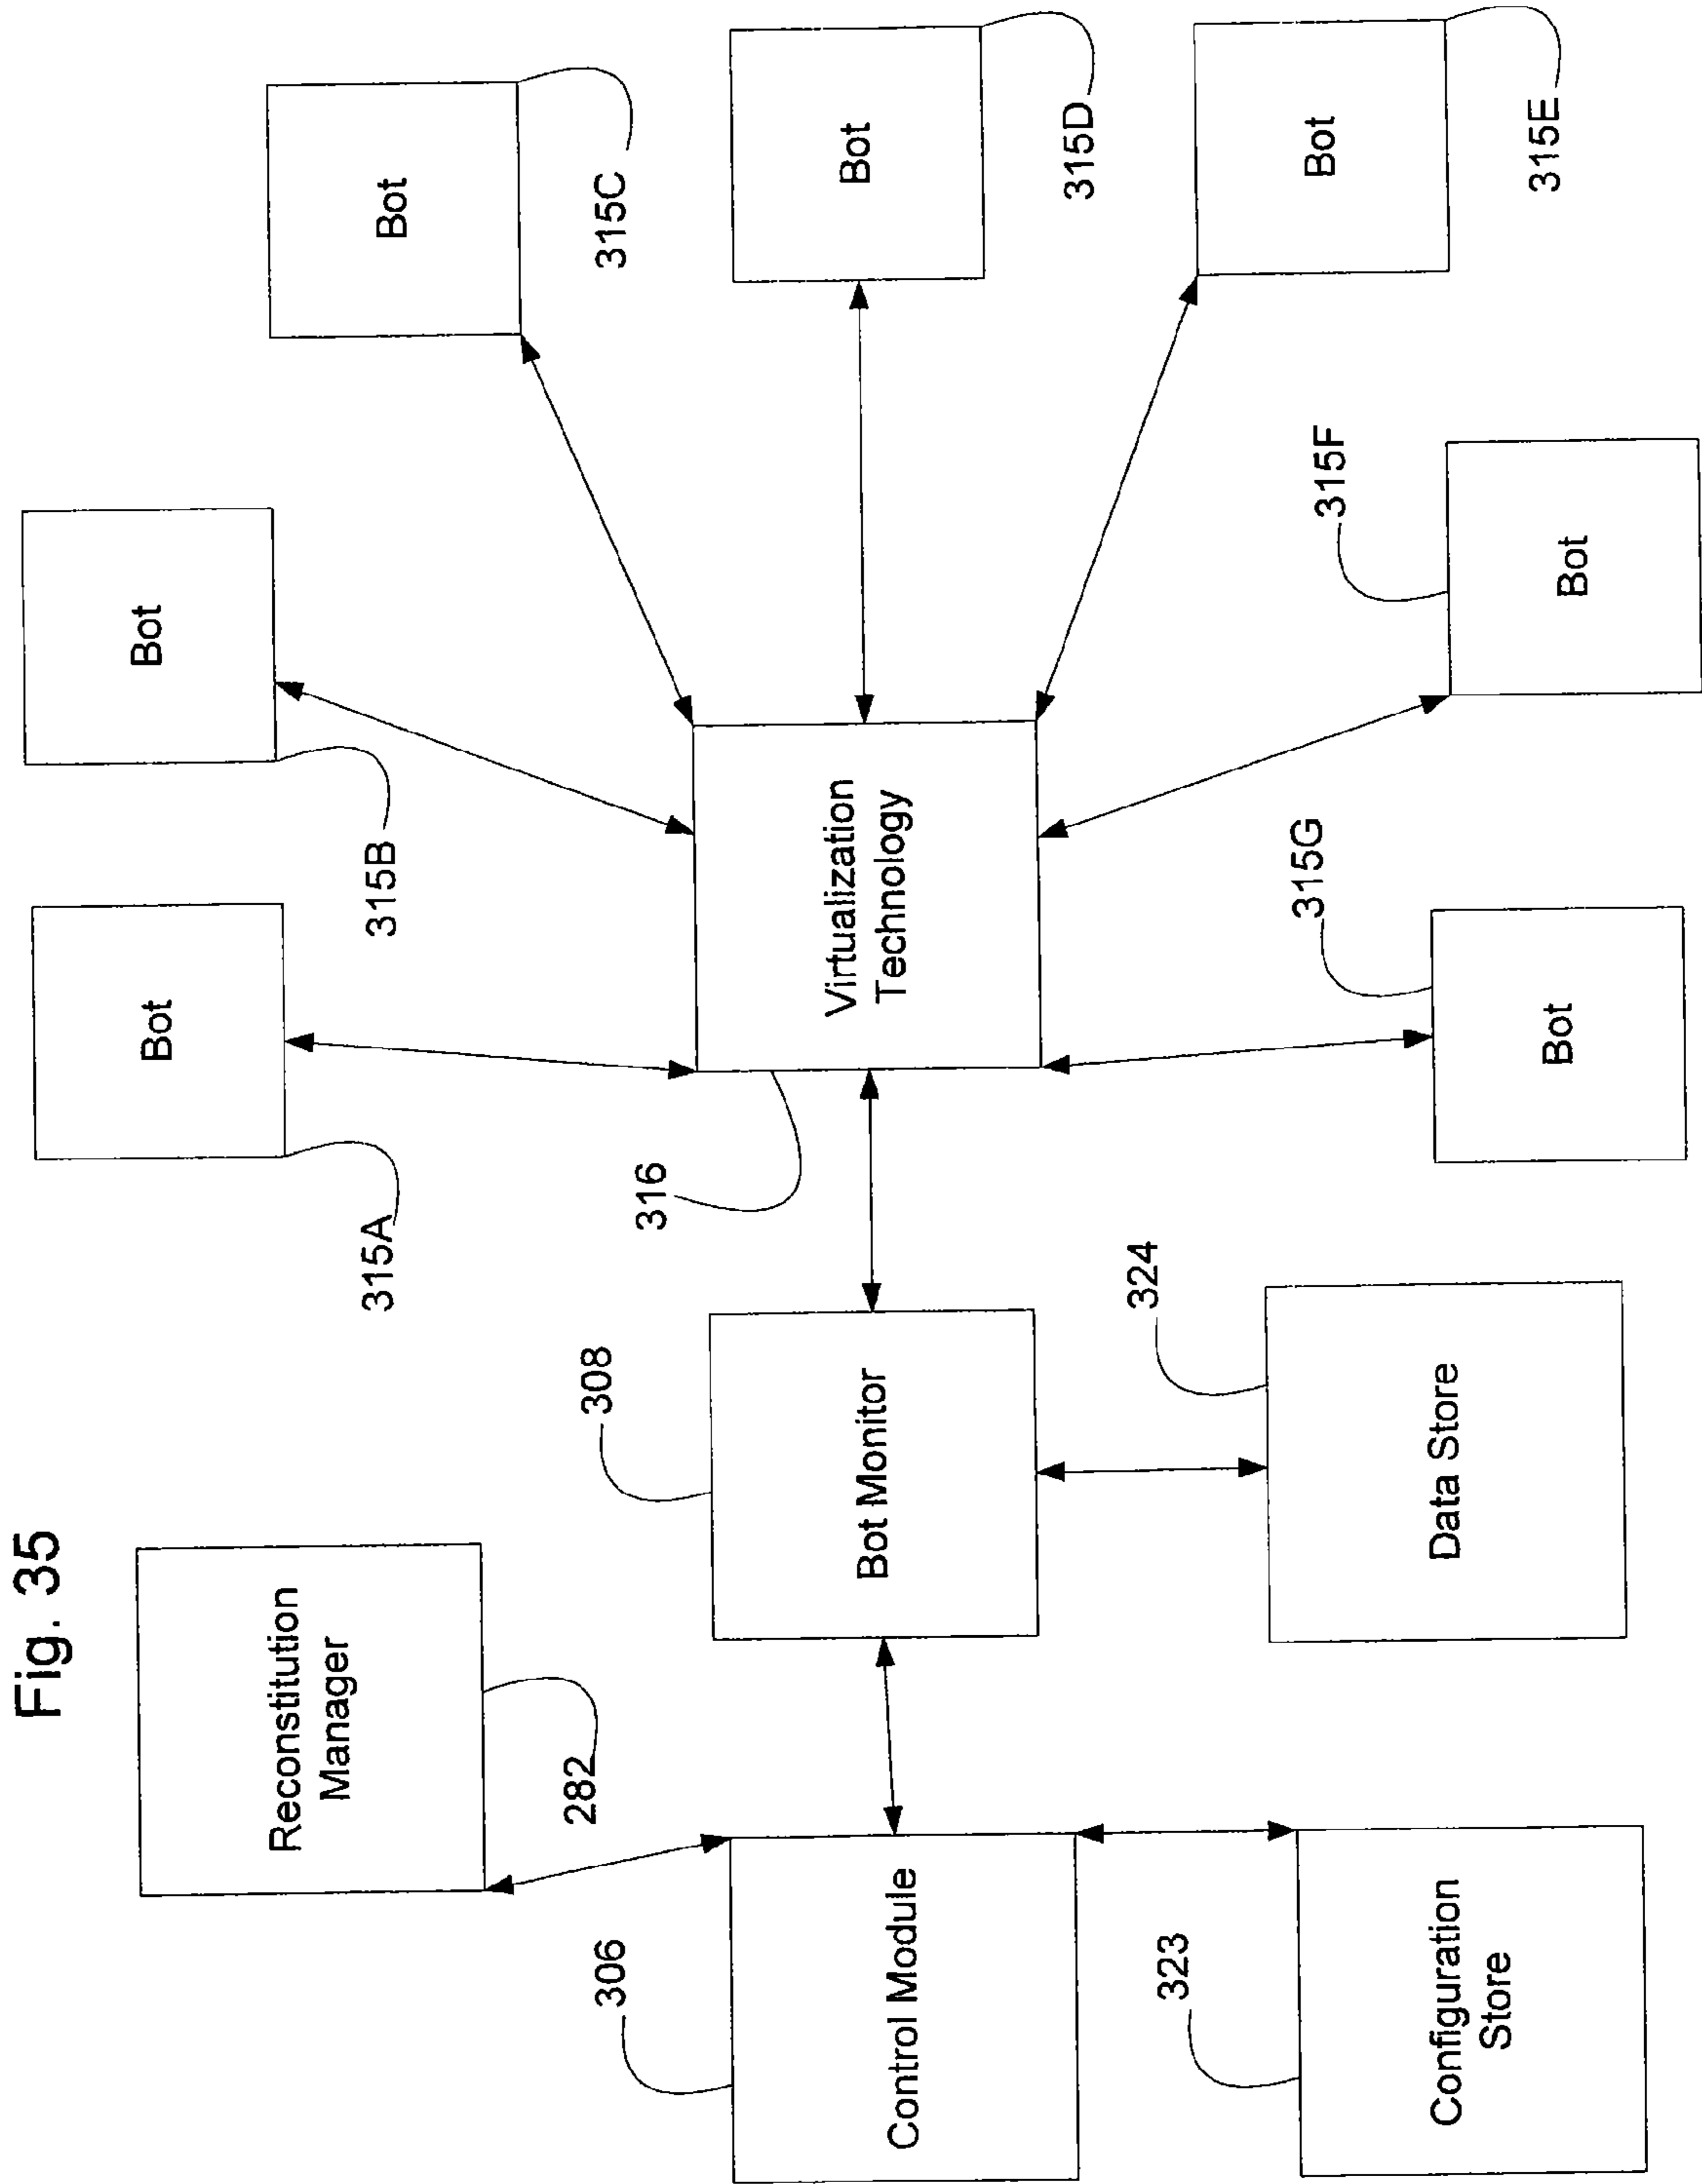 Fig. 35
Reconstitution
Manager
282
306
Control Module
323
Configuration
Store
308
Bot Monitor
324
Data Store
316
Virtualization
Technology
Bot
315A
Bot
315B
Bot
315C
Bot
315D
Bot
315E
Bot
315F
Bot
315G